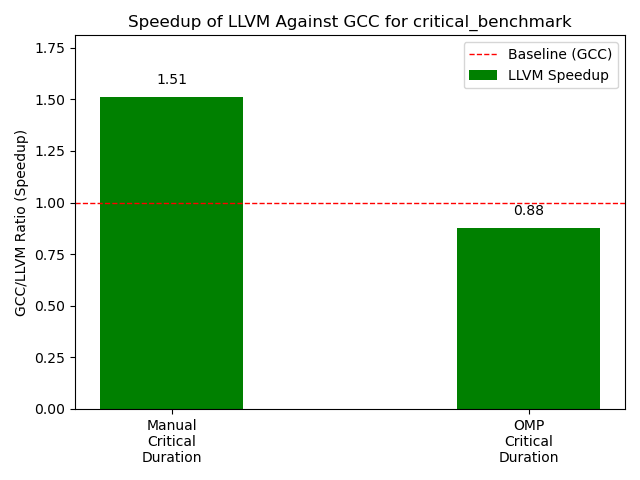 Speedup of LLVM Against GCC for critical_benchmark
GCC/LLVM Ratio (Speedup)
1.75
1.50
1.25
1.00
0.75
0.50
0.25
0.00
Baseline (GCC)
LLVM Speedup
1.51
0.88
Manual
Critical
Duration
OMP
Critical
Duration